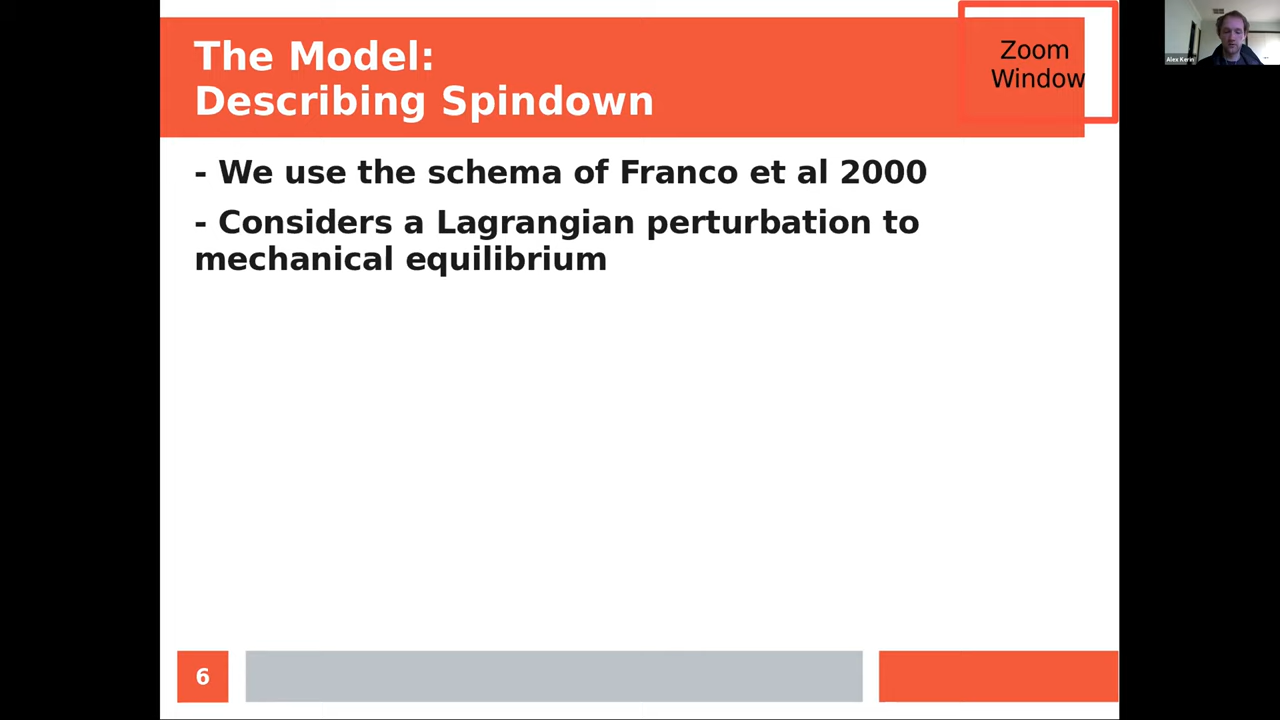 The Model:
Describing Spindown
Zoom
Window
- We use the schema of Franco et al 2000
- Considers a Lagrangian perturbation to
mechanical equilibrium
6